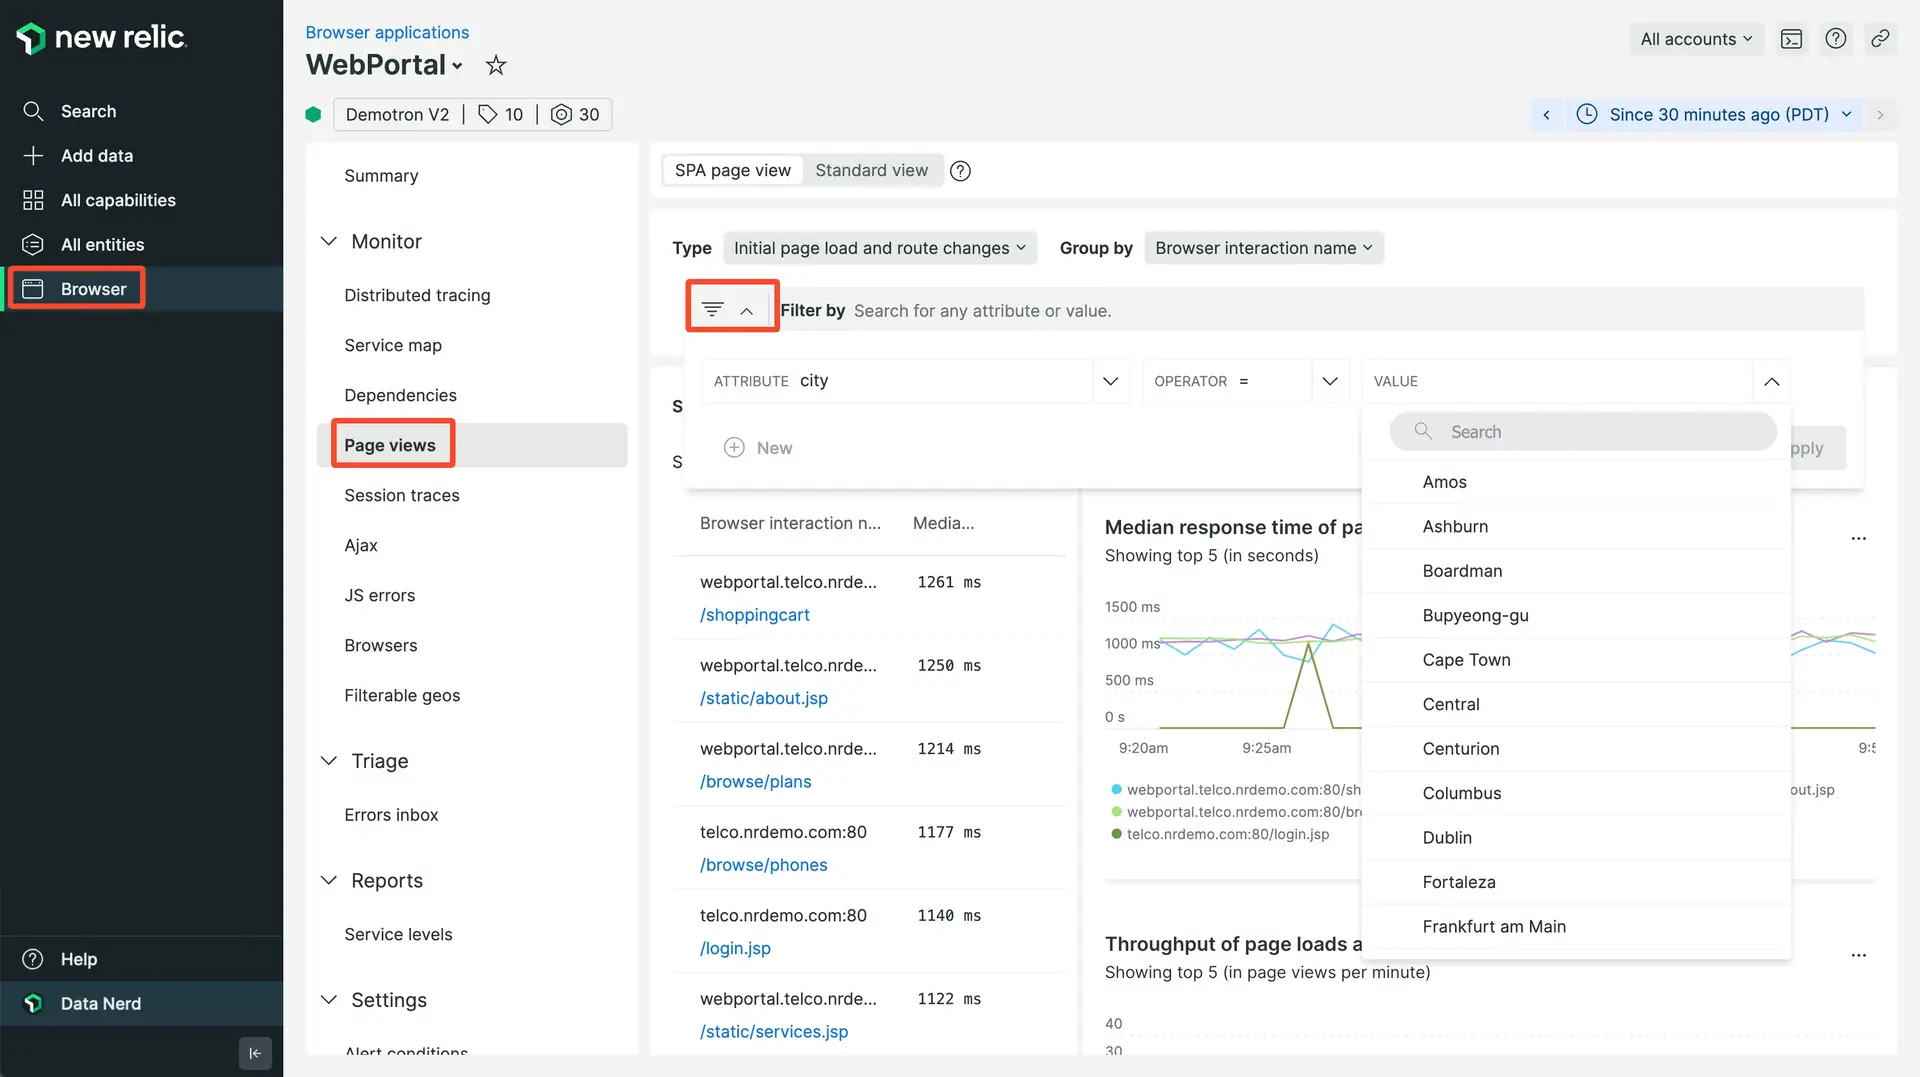 new relic.
Search
Add data
All capabilities
All entities
Browser
Help
Data Nerd
Browser applications
WebPortal
Demotron V2 | 10 | 30
All accounts
Since 30 minutes ago (PDT)
Summary
Monitor
Distributed tracing
Service map
Dependencies
Page views
Session traces
Ajax
JS errors
Browsers
Filterable geos
Triage
Errors inbox
Reports
Service levels
Settings
Alert conditions
SPA page view
Standard view
Type Initial page load and route changes
Group by Browser interaction name
Filter by Search for any attribute or value.
ATTRIBUTE city
OPERATOR =
VALUE
S
New
S
pply
Search
Amos
Ashburn
Boardman
Bupyeong-gu
Cape Town
Central
Centurion
Columbus
Dublin
Fortaleza
Frankfurt am Main
Browser interaction n... Media...
webportal.telco.nrde... 1261 ms
/shoppingcart
webportal.telco.nrde... 1250 ms
/static/about.jsp
webportal.telco.nrde... 1214 ms
/browse/plans
telco.nrdemo.com:80 1177 ms
/browse/phones
telco.nrdemo.com:80 1140 ms
/login.jsp
webportal.telco.nrde... 1122 ms
/static/services.jsp
Median response time of pa
Showing top 5 (in seconds)
...
1500 ms
1000 ms
500 ms
0 s
9:20am 9:25am 9:5
webportal.telco.nrdemo.com:80/sh
out.jsp
webportal.telco.nrdemo.com:80/bro
telco.nrdemo.com:80/login.jsp
Throughput of page loads a
Showing top 5 (in page views per minute)
...
40
30